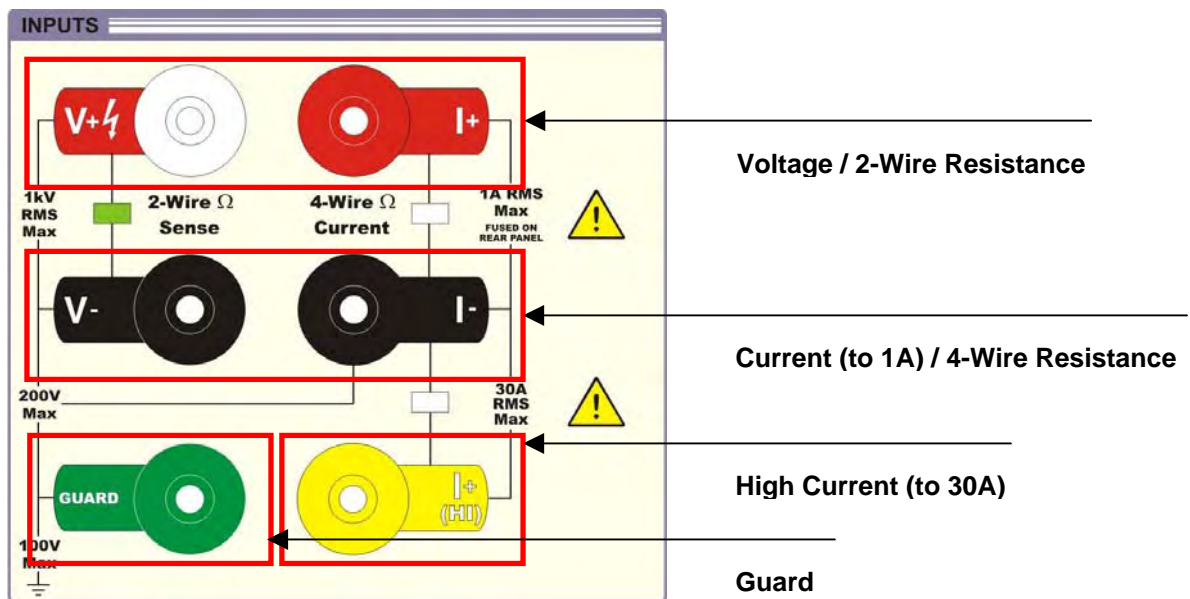 INPUTS
V+
I+
1kV
RMS
Max
2-Wire Ω
Sense
4-Wire Ω
Current
1A RMS
Max
FUSED ON
REAR PANEL
Voltage / 2-Wire Resistance
V-
I-
Current (to 1A) / 4-Wire Resistance
200V
Max
30A
RMS
Max
GUARD
I+
(HI)
High Current (to 30A)
100V
Max
Guard